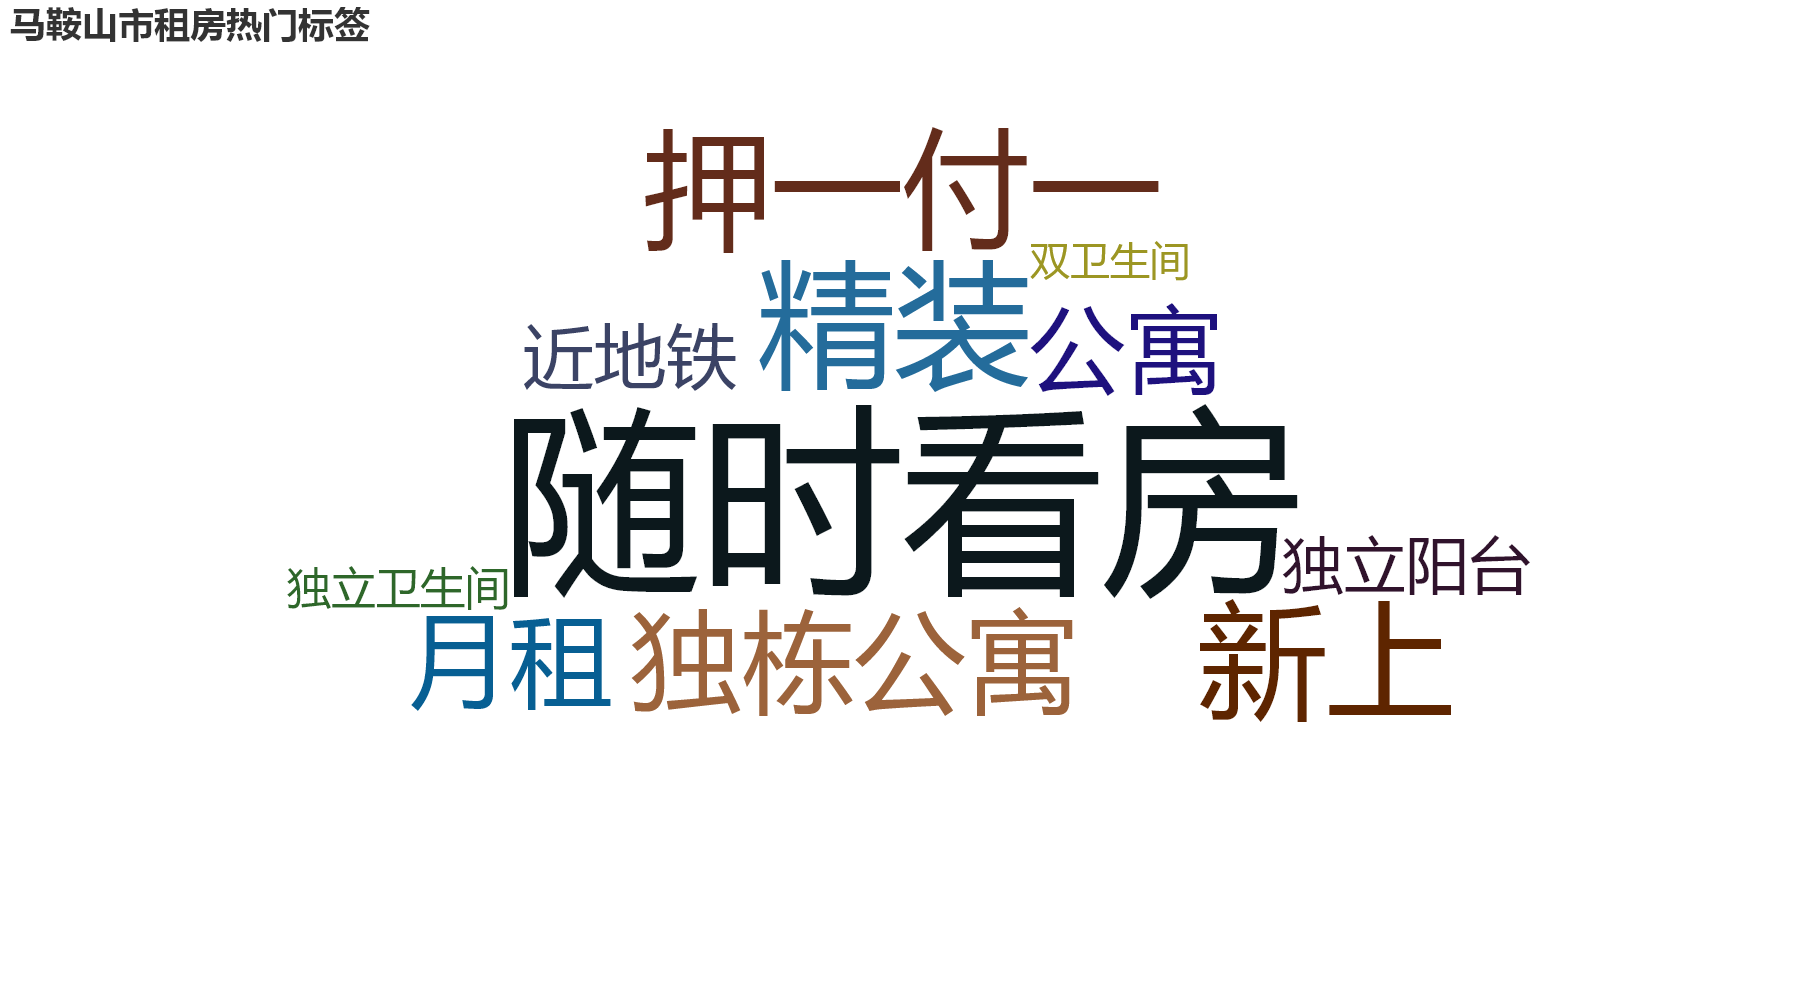 马鞍山市租房热门标签
押一付一
双卫生间
精装
公寓
近地铁
随时看房
独立阳台
独立卫生间
月租
独栋公寓
新上